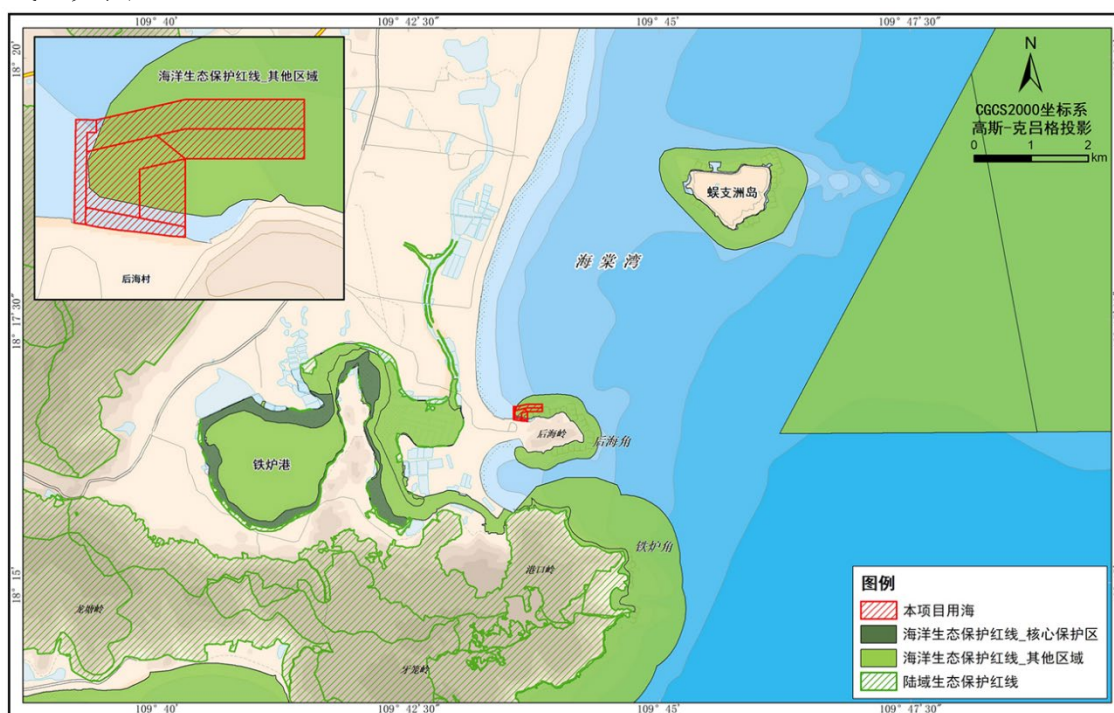 109° 40′
109° 42′30″
109° 45′
109° 47′30″
18° 20′
海洋生态保护红线_其他区域
后海村
N
CGCS2000坐标系
高斯-克吕格投影
0 1 2
km
蜈支洲岛
海棠湾
18° 17′30″
后海岭
后海角
铁炉港
铁炉角
港口岭
18° 15′
龙塘岭
牙笼岭
图例
本项目用海
海洋生态保护红线_核心保护区
海洋生态保护红线_其他区域
陆域生态保护红线
109° 40′
109° 42′30″
109° 45′
109° 47′30″